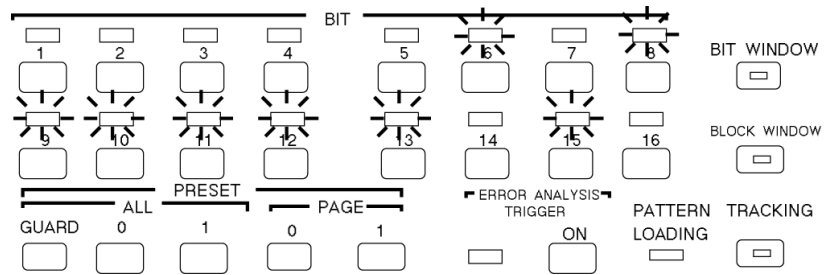 BIT
1 2 3 4 5 6 7 8
BIT WINDOW
9 10 11 12 13 14 15 16
BLOCK WINDOW
PRESET
ALL
PAGE
ERROR ANALYSIS
TRIGGER
PATTERN
LOADING
TRACKING
GUARD 0 1 0 1 ON